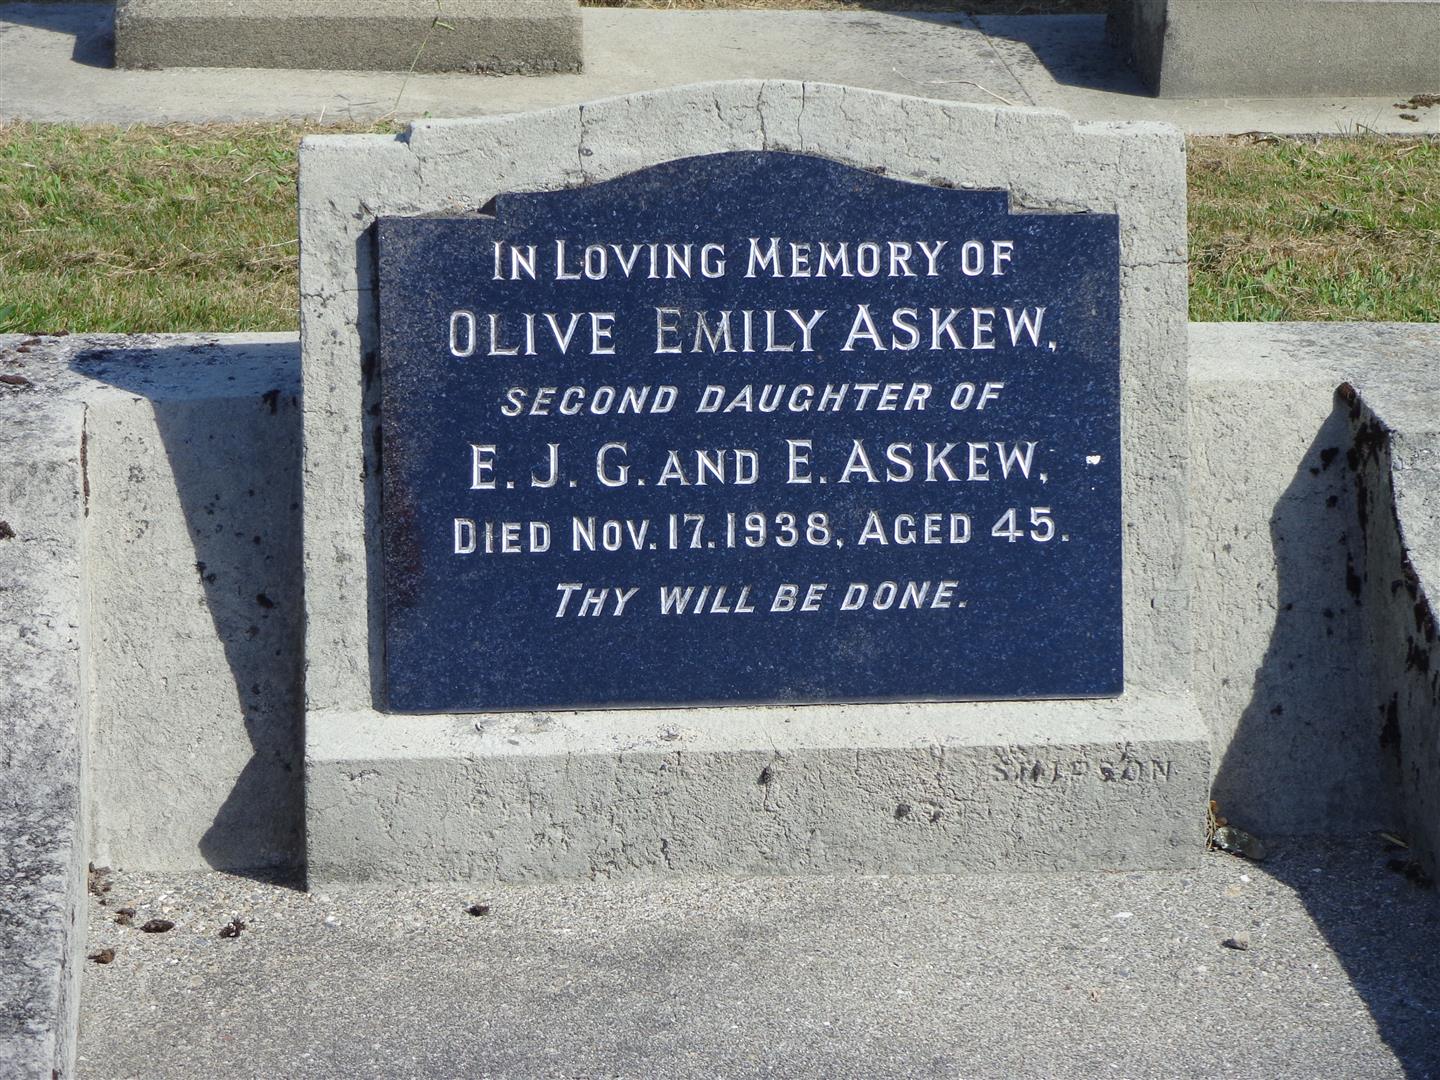 In Loving Memory of
Olive Emily Askew,
SECOND DAUGHTER OF
E. J. G. AND E. Askew,
Died Nov. 17. 1938, Aged 45.
Thy will be done.
SIMPSON